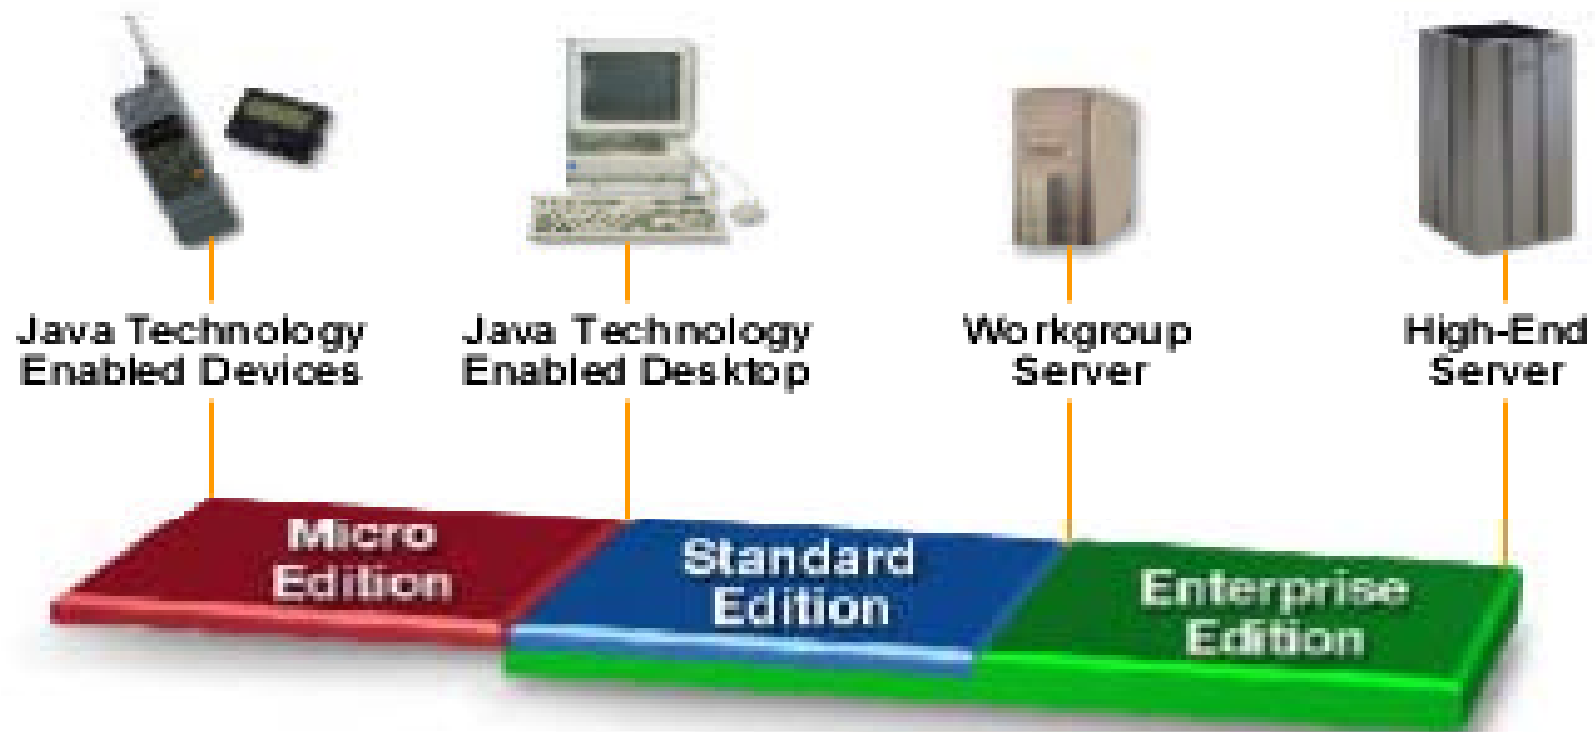 Java Technology
Enabled Devices
Java Technology
Enabled Desktop
Workgroup
Server
High-End
Server
Micro
Edition
Standard
Edition
Enterprise
Edition